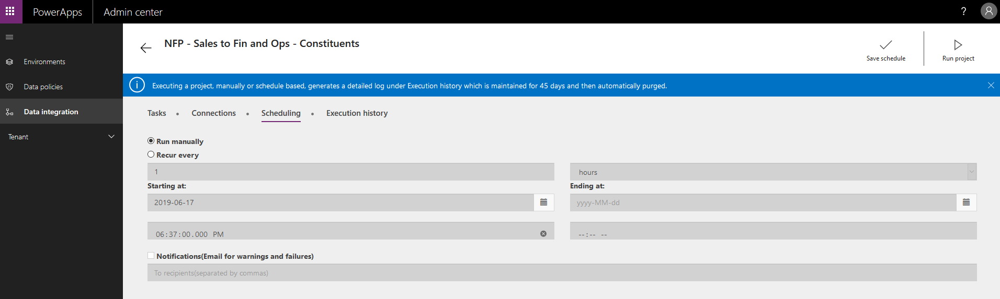 PowerApps
Admin center
?
NFP - Sales to Fin and Ops - Constituents
Save schedule
Run project
Environments
Data policies
Data integration
Tenant
Executing a project, manually or schedule based, generates a detailed log under Execution history which is maintained for 45 days and then automatically purged.
Tasks • Connections • Scheduling • Execution history
Run manually
Recur every
1
hours
Starting at:
Ending at:
2019-06-17
yyyy-MM-dd
06:37:00.000 PM
--:-- --
Notifications(Email for warnings and failures)
To recipients(separated by commas)